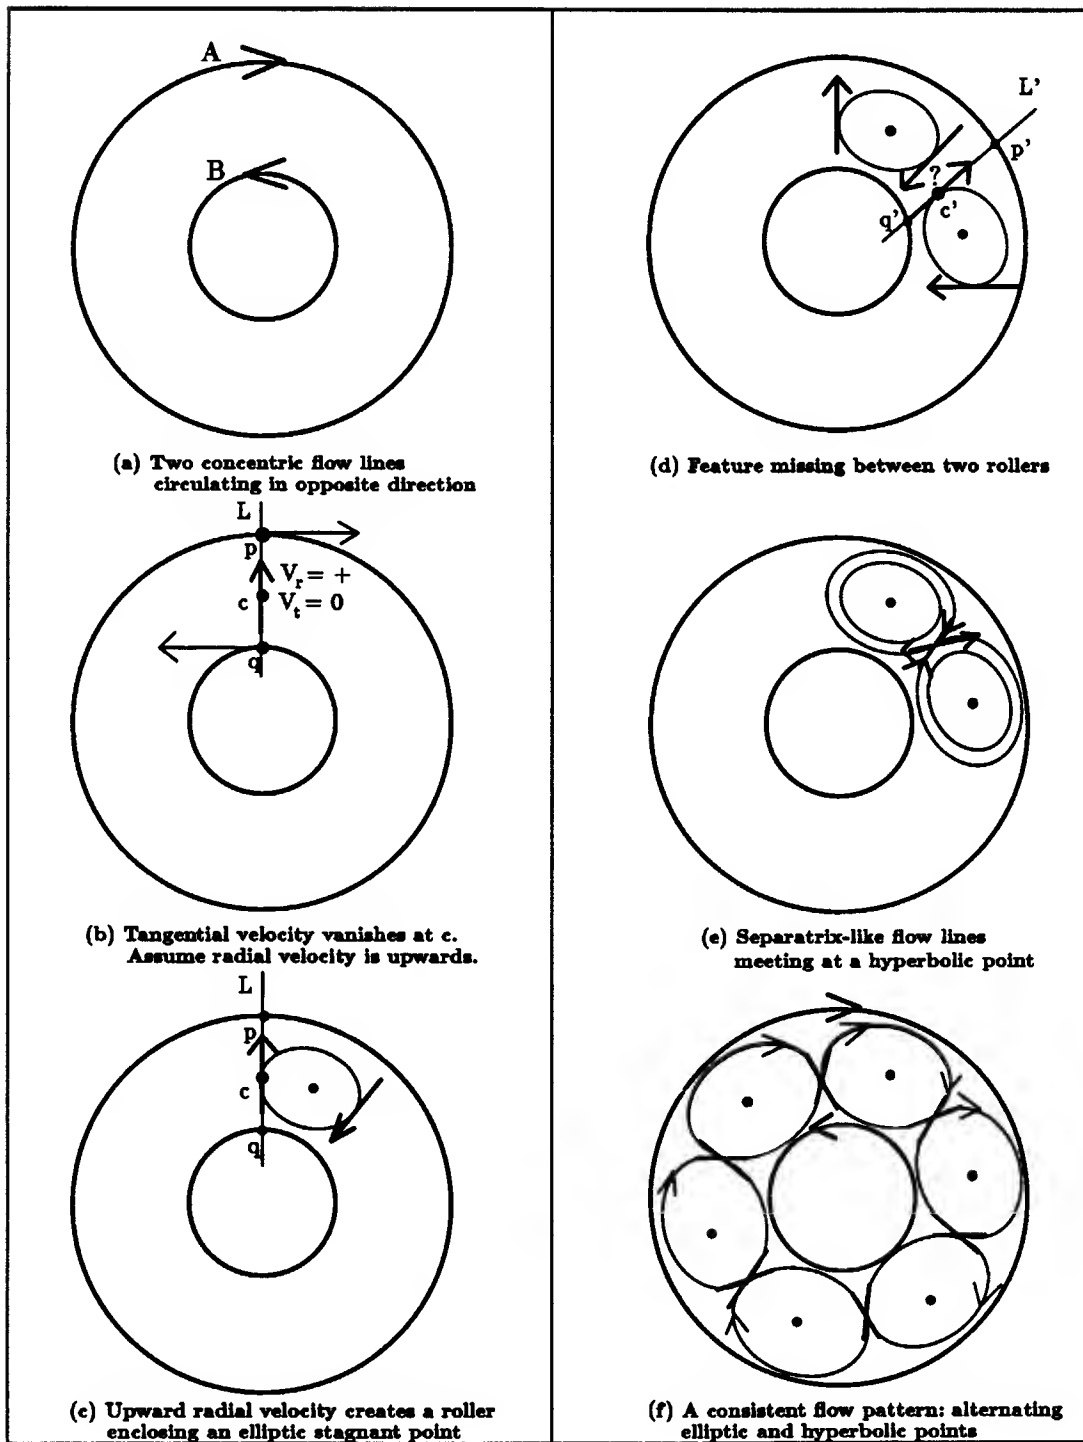 A
B
(a) Two concentric flow lines
circulating in opposite direction
L
p
V_r = +
c
V_t = 0
q
(b) Tangential velocity vanishes at c.
Assume radial velocity is upwards.
L
p
c
q
(c) Upward radial velocity creates a roller
enclosing an elliptic stagnant point
L'
p'
?
c'
q'
(d) Feature missing between two rollers
(e) Separatrix-like flow lines
meeting at a hyperbolic point
(f) A consistent flow pattern: alternating
elliptic and hyperbolic points